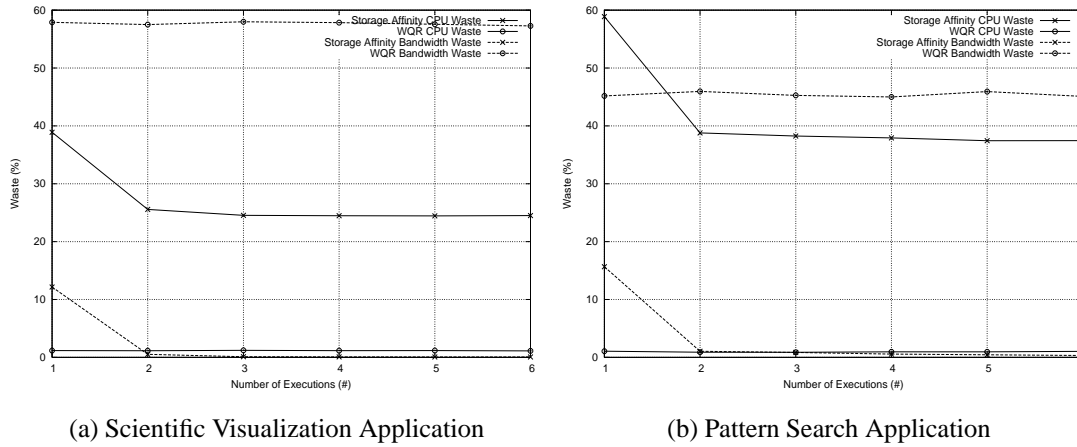 60
50
40
30
20
10
0
Waste (%)
1 2 3 4 5 6
Number of Executions (#)
Storage Affinity CPU Waste
WQR CPU Waste
Storage Affinity Bandwidth Waste
WQR Bandwidth Waste
(a) Scientific Visualization Application
60
50
40
30
20
10
0
Waste (%)
1 2 3 4 5
Number of Executions (#)
Storage Affinity CPU Waste
WQR CPU Waste
Storage Affinity Bandwidth Waste
WQR Bandwidth Waste
(b) Pattern Search Application